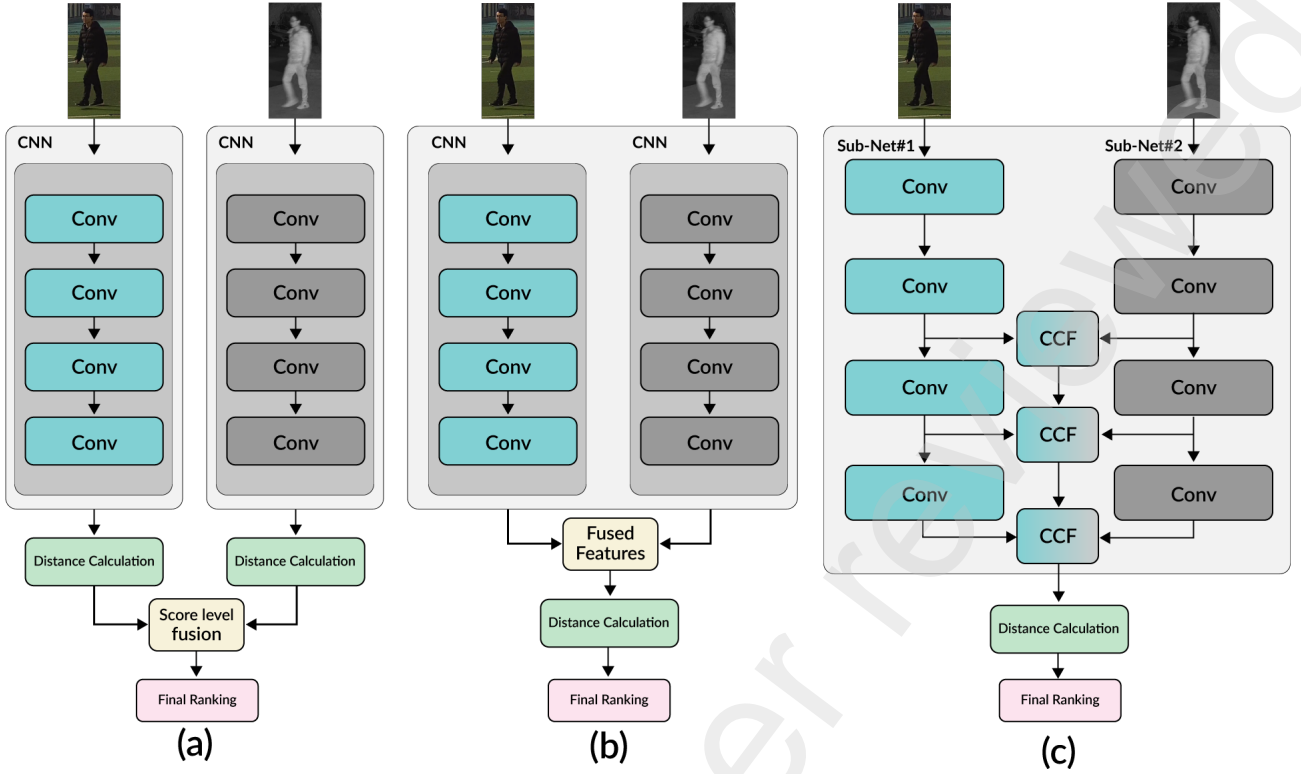 CNN
Conv
Conv
Conv
Conv
Distance Calculation
CNN
Conv
Conv
Conv
Conv
Distance Calculation
Score level
fusion
Final Ranking
(a)
CNN
Conv
Conv
Conv
Conv
CNN
Conv
Conv
Conv
Conv
Fused
Features
Distance Calculation
Final Ranking
(b)
Sub-Net#1
Conv
Conv
Conv
Conv
Sub-Net#2
Conv
Conv
Conv
Conv
CCF
CCF
CCF
Distance Calculation
Final Ranking
(c)
er reviewed